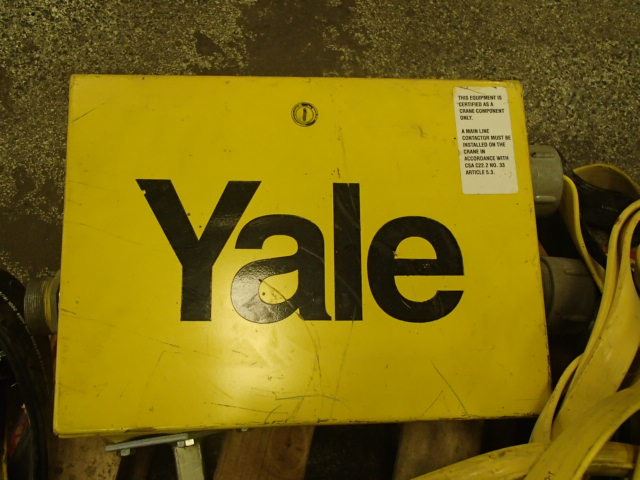 THIS EQUIPMENT IS
CERTIFIED AS A
CRANE COMPONENT
ONLY.
A MAIN LINE
CONTACTOR MUST BE
INSTALLED ON THE
CRANE IN
ACCORDANCE WITH
CSA C22.2 NO. 33
ARTICLE 5.3.
Yale